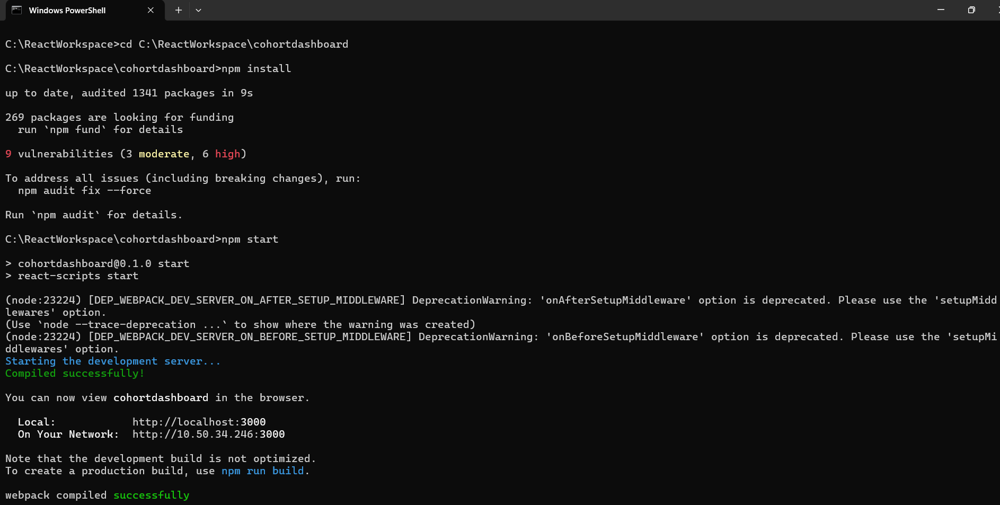 Windows PowerShell
C:\ReactWorkspace>cd C:\ReactWorkspace\cohortdashboard
C:\ReactWorkspace\cohortdashboard>npm install
up to date, audited 1341 packages in 9s
269 packages are looking for funding
  run `npm fund` for details
9 vulnerabilities (3 moderate, 6 high)
To address all issues (including breaking changes), run:
  npm audit fix --force
Run `npm audit` for details.
C:\ReactWorkspace\cohortdashboard>npm start
> cohortdashboard@0.1.0 start
> react-scripts start
(node:23224) [DEP_WEBPACK_DEV_SERVER_ON_AFTER_SETUP_MIDDLEWARE] DeprecationWarning: 'onAfterSetupMiddleware' option is deprecated. Please use the 'setupMidd
lewares' option.
(Use `node --trace-deprecation ...` to show where the warning was created)
(node:23224) [DEP_WEBPACK_DEV_SERVER_ON_BEFORE_SETUP_MIDDLEWARE] DeprecationWarning: 'onBeforeSetupMiddleware' option is deprecated. Please use the 'setupMi
ddlewares' option.
Starting the development server...
Compiled successfully!
You can now view cohortdashboard in the browser.
  Local:            http://localhost:3000
  On Your Network:  http://10.50.34.246:3000
Note that the development build is not optimized.
To create a production build, use npm run build.
webpack compiled successfully